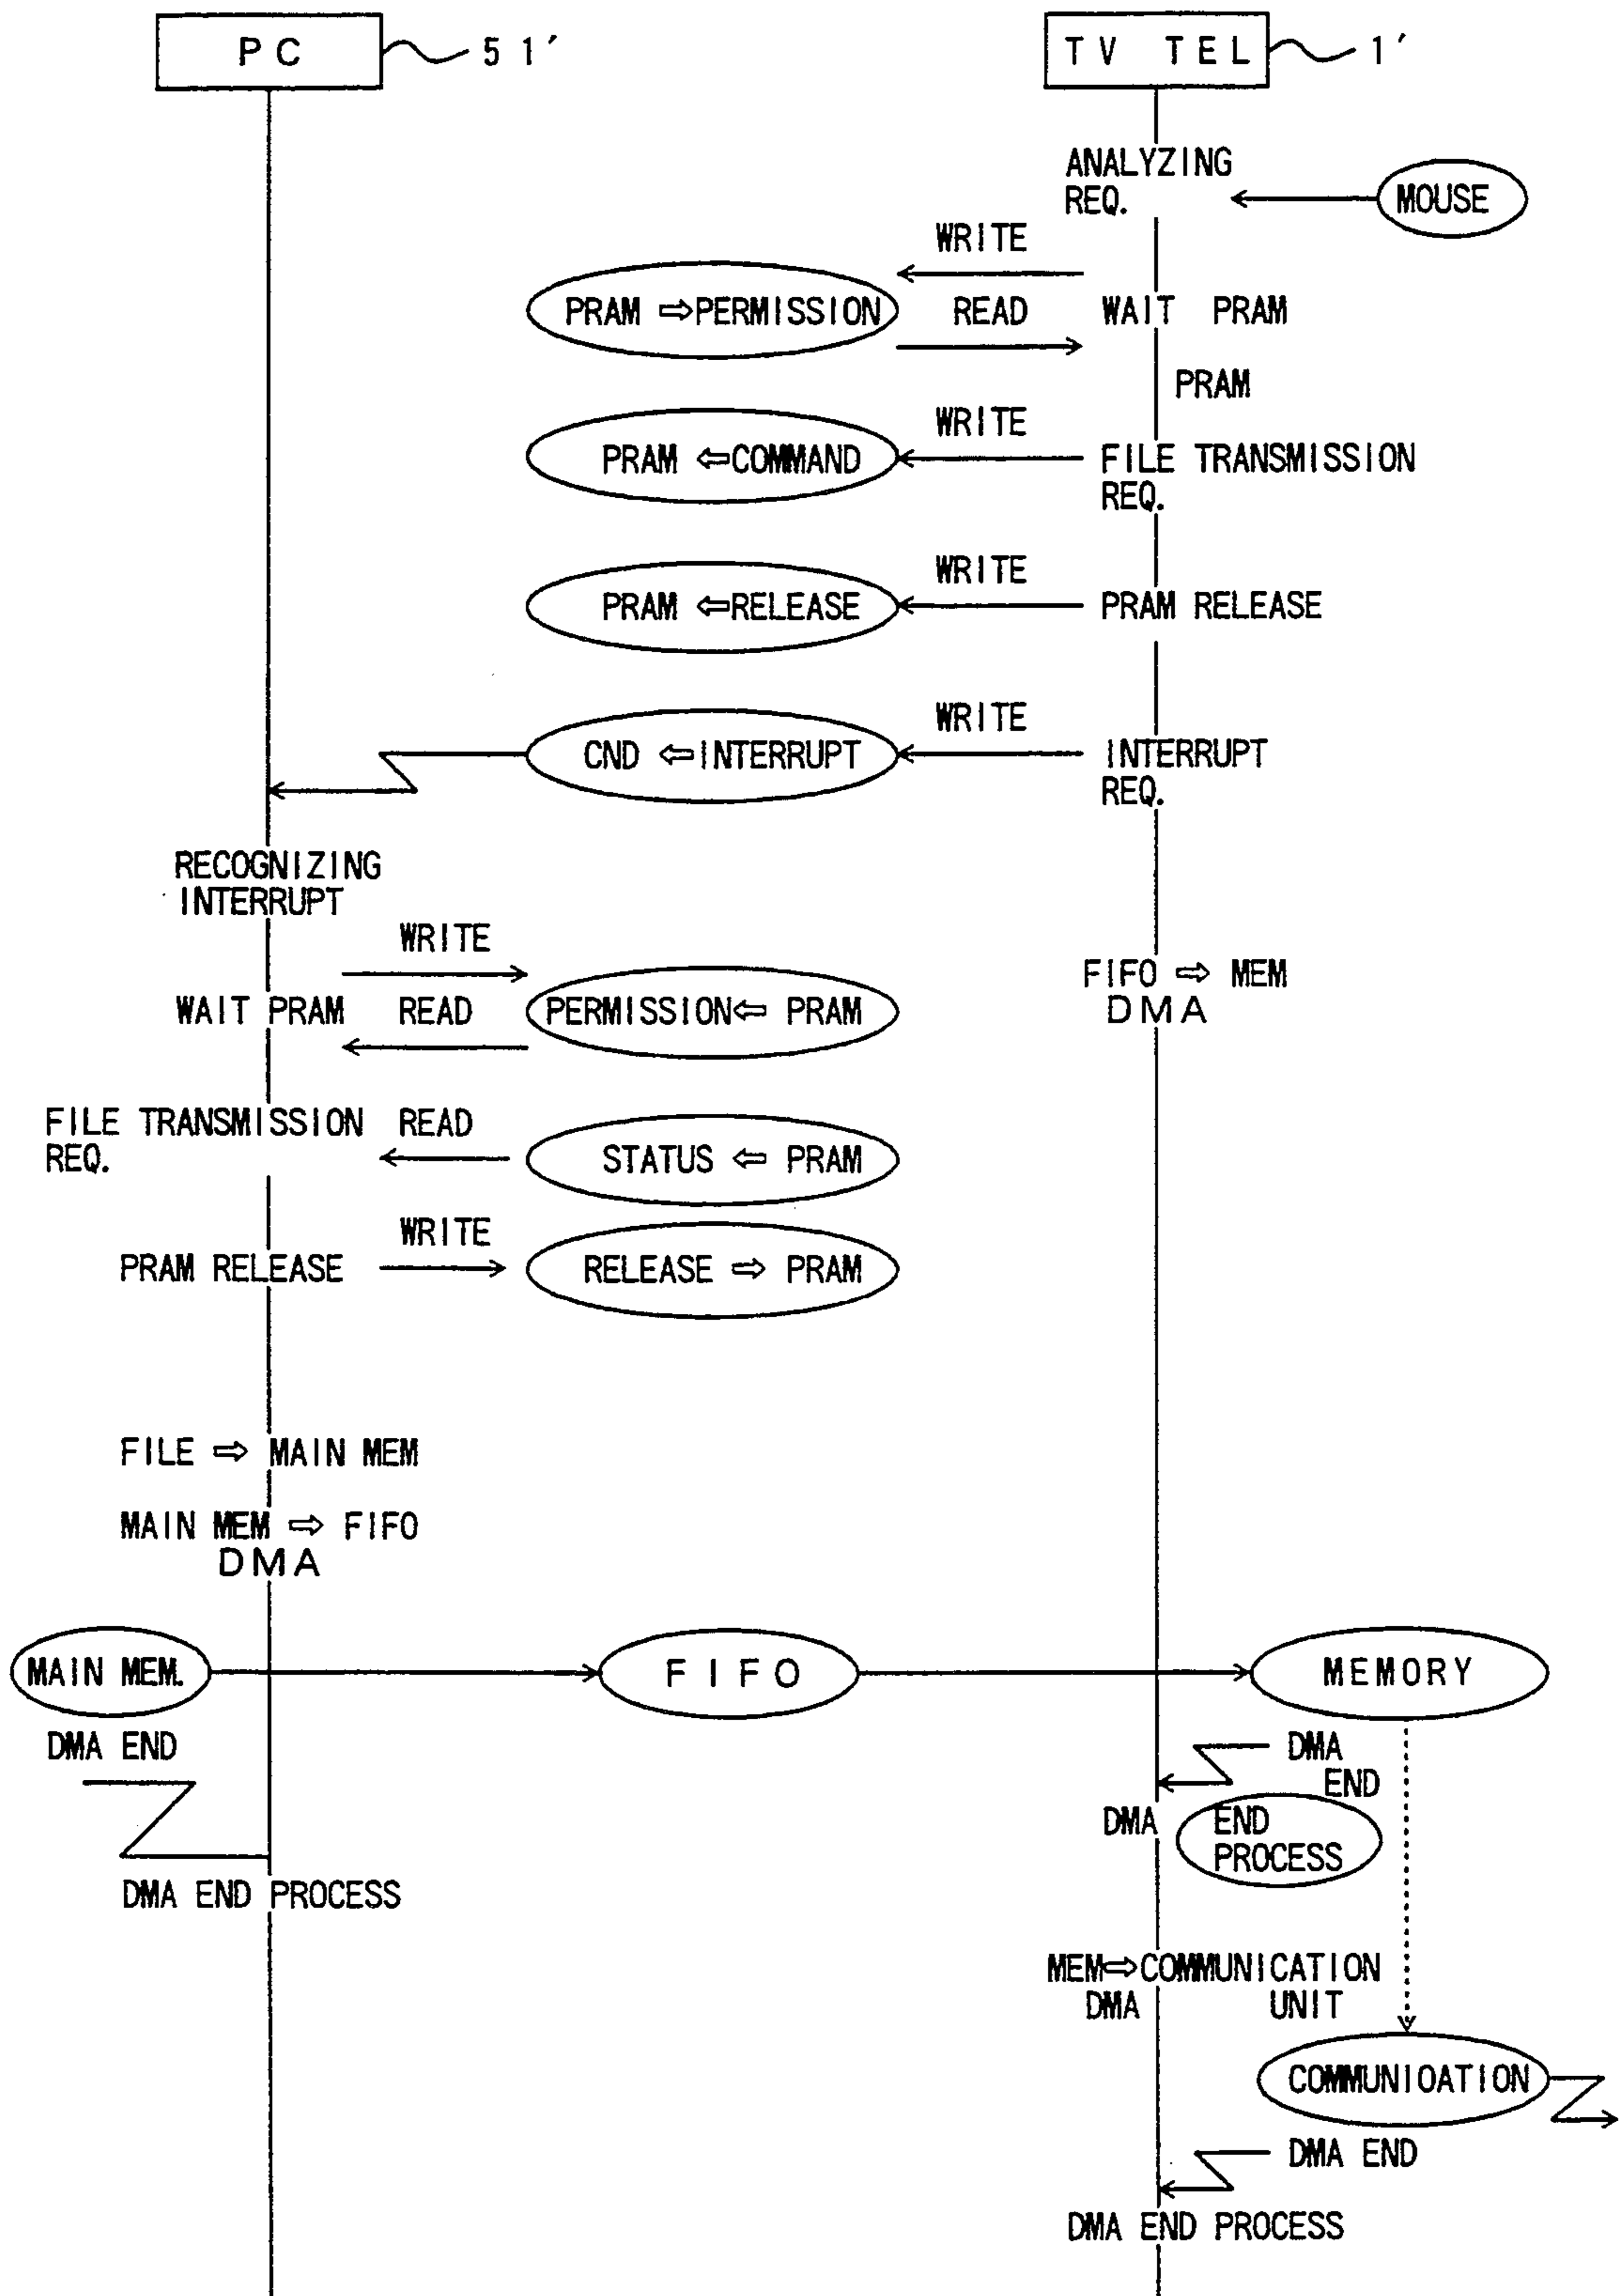 PC 51′
TV TEL 1′
ANALYZING
REQ.
MOUSE
WRITE
PRAM ⇨PERMISSION
READ
WAIT PRAM
PRAM
WRITE
PRAM ⇦COMMAND
FILE TRANSMISSION
REQ.
WRITE
PRAM ⇦RELEASE
PRAM RELEASE
WRITE
CND ⇦INTERRUPT
INTERRUPT
REQ.
RECOGNIZING
INTERRUPT
WRITE
FIFO ⇨ MEM
DMA
WAIT PRAM
READ
PERMISSION⇦ PRAM
FILE TRANSMISSION
REQ.
READ
STATUS ⇦ PRAM
WRITE
PRAM RELEASE
RELEASE ⇨ PRAM
FILE ⇨ MAIN MEM
MAIN MEM ⇨ FIFO
DMA
MAIN MEM.
FIFO
MEMORY
DMA END
DMA
END
DMA
END
PROCESS
DMA END PROCESS
MEM⇨COMMUNICATION
DMA UNIT
COMMUNIOATION
DMA END
DMA END PROCESS